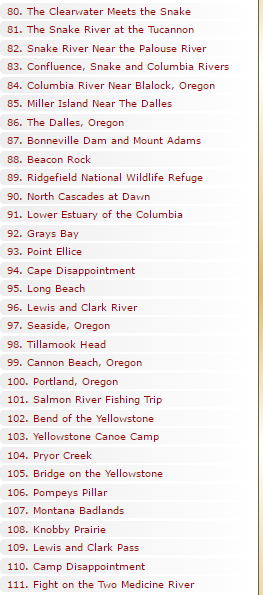 80. The Clearwater Meets the Snake
81. The Snake River at the Tucannon
82. Snake River Near the Palouse River
83. Confluence, Snake and Columbia Rivers
84. Columbia River Near Blalock, Oregon
85. Miller Island Near The Dalles
86. The Dalles, Oregon
87. Bonneville Dam and Mount Adams
88. Beacon Rock
89. Ridgefield National Wildlife Refuge
90. North Cascades at Dawn
91. Lower Estuary of the Columbia
92. Grays Bay
93. Point Ellice
94. Cape Disappointment
95. Long Beach
96. Lewis and Clark River
97. Seaside, Oregon
98. Tillamook Head
99. Cannon Beach, Oregon
100. Portland, Oregon
101. Salmon River Fishing Trip
102. Bend of the Yellowstone
103. Yellowstone Canoe Camp
104. Pryor Creek
105. Bridge on the Yellowstone
106. Pompeys Pillar
107. Montana Badlands
108. Knobby Prairie
109. Lewis and Clark Pass
110. Camp Disappointment
111. Fight on the Two Medicine River